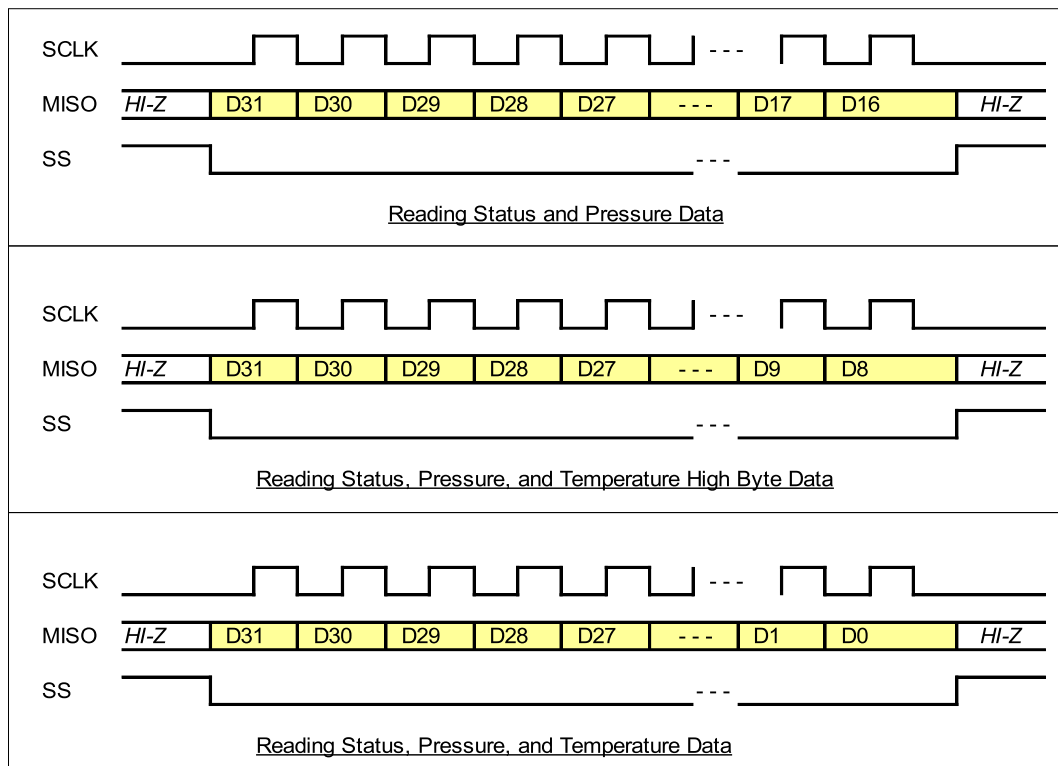 SCLK - - -
MISO HI-Z D31 D30 D29 D28 D27 - - - D17 D16 HI-Z
SS - - -
Reading Status and Pressure Data
SCLK - - -
MISO HI-Z D31 D30 D29 D28 D27 - - - D9 D8 HI-Z
SS - - -
Reading Status, Pressure, and Temperature High Byte Data
SCLK - - -
MISO HI-Z D31 D30 D29 D28 D27 - - - D1 D0 HI-Z
SS - - -
Reading Status, Pressure, and Temperature Data